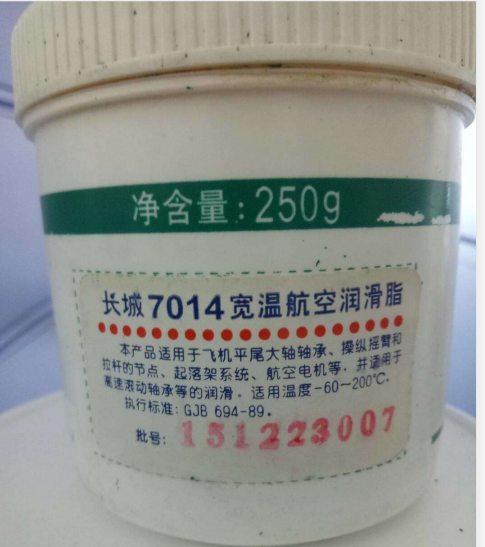 净含量:250g
长城7014宽温航空润滑脂
本产品适用于飞机平尾大轴轴承、操纵摇臂和
拉杆的节点、起落架系统、航空电机等.并适用于
高速滚动轴承等的润滑.适用温度-60~200℃.
执行标准:GJB 694-89.
批号:151223007